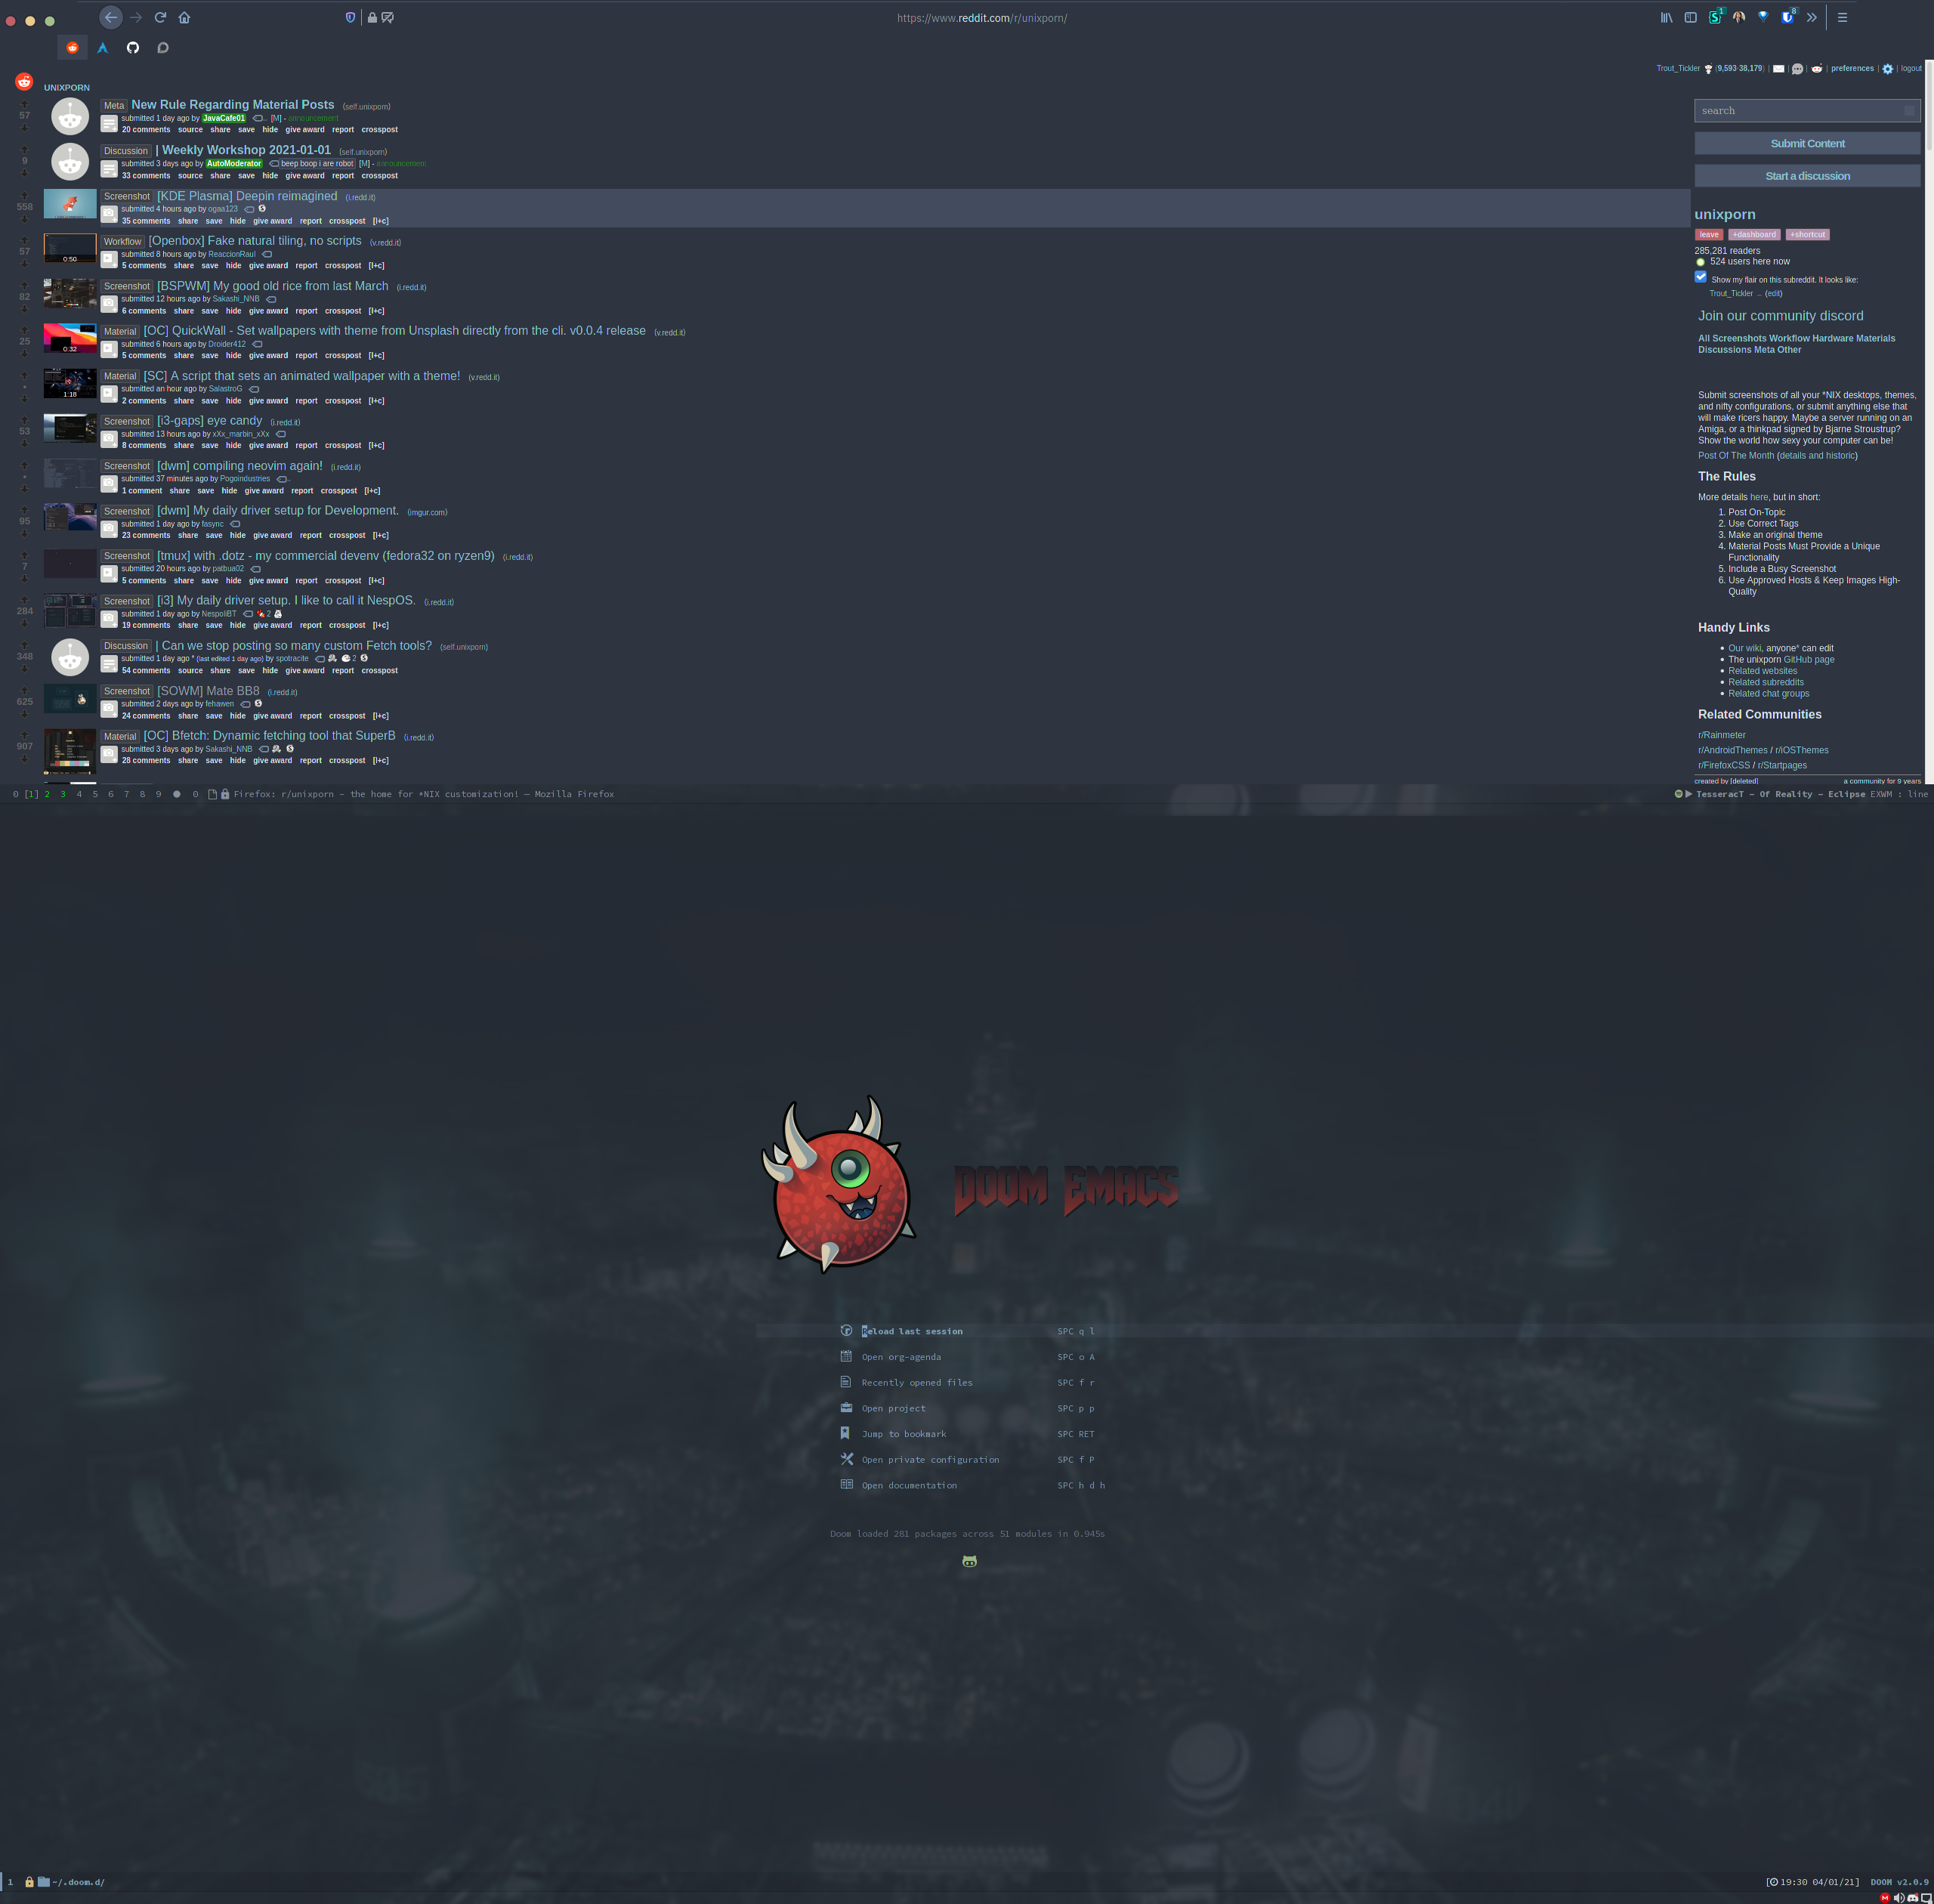 https://www.reddit.com/r/unixporn/
1
8
Trout_Tickler (9,593·38,179) | | | | preferences | | logout
UNIXPORN
57
Meta New Rule Regarding Material Posts (self.unixporn)
submitted 1 day ago by JavaCafe01 .. [M] - announcement
20 comments source share save hide give award report crosspost
9
Discussion | Weekly Workshop 2021-01-01 (self.unixporn)
submitted 3 days ago by AutoModerator beep boop i are robot [M] - announcement
33 comments source share save hide give award report crosspost
558
Screenshot [KDE Plasma] Deepin reimagined (i.redd.it)
submitted 4 hours ago by ogaa123
35 comments share save hide give award report crosspost [l+c]
57
0:50
Workflow [Openbox] Fake natural tiling, no scripts (v.redd.it)
submitted 8 hours ago by ReaccionRaul
5 comments share save hide give award report crosspost [l+c]
82
Screenshot [BSPWM] My good old rice from last March (i.redd.it)
submitted 12 hours ago by Sakashi_NNB
6 comments share save hide give award report crosspost [l+c]
25
0:32
Material [OC] QuickWall - Set wallpapers with theme from Unsplash directly from the cli. v0.0.4 release (v.redd.it)
submitted 6 hours ago by Droider412
5 comments share save hide give award report crosspost [l+c]
•
1:18
Material [SC] A script that sets an animated wallpaper with a theme! (v.redd.it)
submitted an hour ago by SalastroG
2 comments share save hide give award report crosspost [l+c]
53
Screenshot [i3-gaps] eye candy (i.redd.it)
submitted 13 hours ago by xXx_marbin_xXx
8 comments share save hide give award report crosspost [l+c]
•
Screenshot [dwm] compiling neovim again! (i.redd.it)
submitted 37 minutes ago by Pogoindustries ..
1 comment share save hide give award report crosspost [l+c]
95
Screenshot [dwm] My daily driver setup for Development. (imgur.com)
submitted 1 day ago by fasync
23 comments share save hide give award report crosspost [l+c]
7
Screenshot [tmux] with .dotz - my commercial devenv (fedora32 on ryzen9) (i.redd.it)
submitted 20 hours ago by patbua02
5 comments share save hide give award report crosspost [l+c]
284
Screenshot [i3] My daily driver setup. I like to call it NespOS. (i.redd.it)
submitted 1 day ago by NespoliBT 2
19 comments share save hide give award report crosspost [l+c]
348
Discussion | Can we stop posting so many custom Fetch tools? (self.unixporn)
submitted 1 day ago * (last edited 1 day ago) by spotracite 2
54 comments source share save hide give award report crosspost
625
Screenshot [SOWM] Mate BB8 (i.redd.it)
submitted 2 days ago by fehawen
24 comments share save hide give award report crosspost [l+c]
907
Material [OC] Bfetch: Dynamic fetching tool that SuperB (i.redd.it)
submitted 3 days ago by Sakashi_NNB
28 comments share save hide give award report crosspost [l+c]
search
Submit Content
Start a discussion
unixporn
leave +dashboard +shortcut
285,281 readers
524 users here now
Show my flair on this subreddit. It looks like:
Trout_Tickler .. (edit)
Join our community discord
All Screenshots Workflow Hardware Materials
Discussions Meta Other
Submit screenshots of all your *NIX desktops, themes,
and nifty configurations, or submit anything else that
will make ricers happy. Maybe a server running on an
Amiga, or a thinkpad signed by Bjarne Stroustrup?
Show the world how sexy your computer can be!
Post Of The Month (details and historic)
The Rules
More details here, but in short:
1. Post On-Topic
2. Use Correct Tags
3. Make an original theme
4. Material Posts Must Provide a Unique
Functionality
5. Include a Busy Screenshot
6. Use Approved Hosts & Keep Images High-
Quality
Handy Links
• Our wiki, anyone* can edit
• The unixporn GitHub page
• Related websites
• Related subreddits
• Related chat groups
Related Communities
r/Rainmeter
r/AndroidThemes / r/iOSThemes
r/FirefoxCSS / r/Startpages
created by [deleted] a community for 9 years
0 [1] 2 3 4 5 6 7 8 9 ● 0 Firefox: r/unixporn – the home for *NIX customization! — Mozilla Firefox
TesseracT – Of Reality – Eclipse EXWM : line
DOOM EMACS
Reload last session SPC q l
Open org-agenda SPC o A
Recently opened files SPC f r
Open project SPC p p
Jump to bookmark SPC RET
Open private configuration SPC f P
Open documentation SPC h d h
Doom loaded 281 packages across 51 modules in 0.945s
1 ~/.doom.d/
[19:30 04/01/21] DOOM v2.0.9